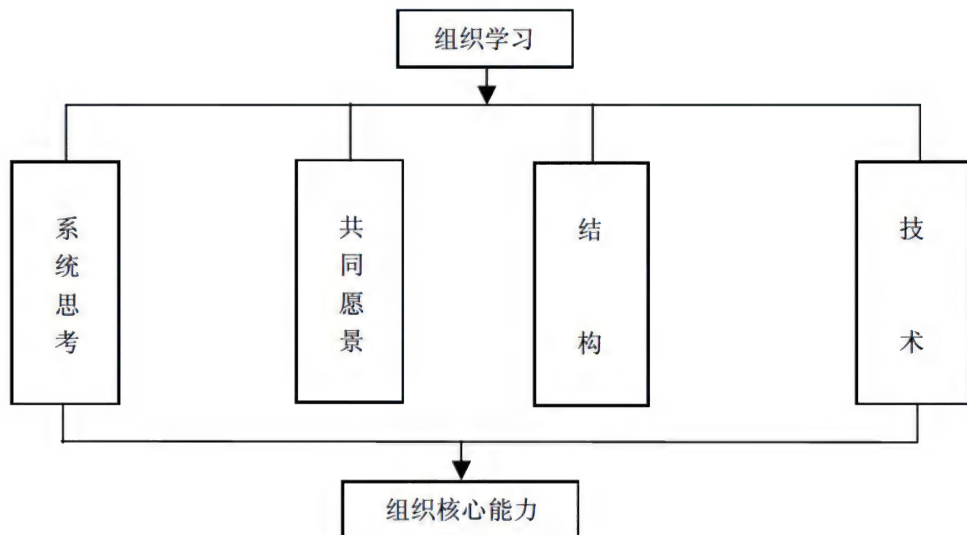 组织学习
系统思考
共同愿景
结构
技术
组织核心能力